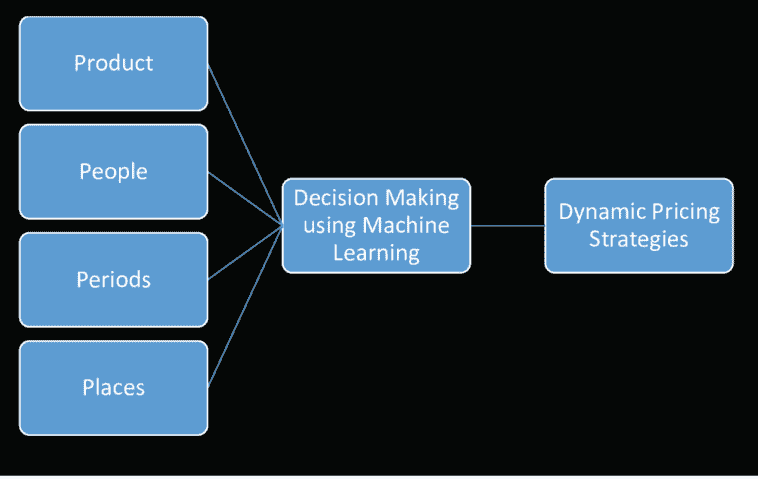 Product
People
Periods
Places
Decision Making
using Machine
Learning
Dynamic Pricing
Strategies